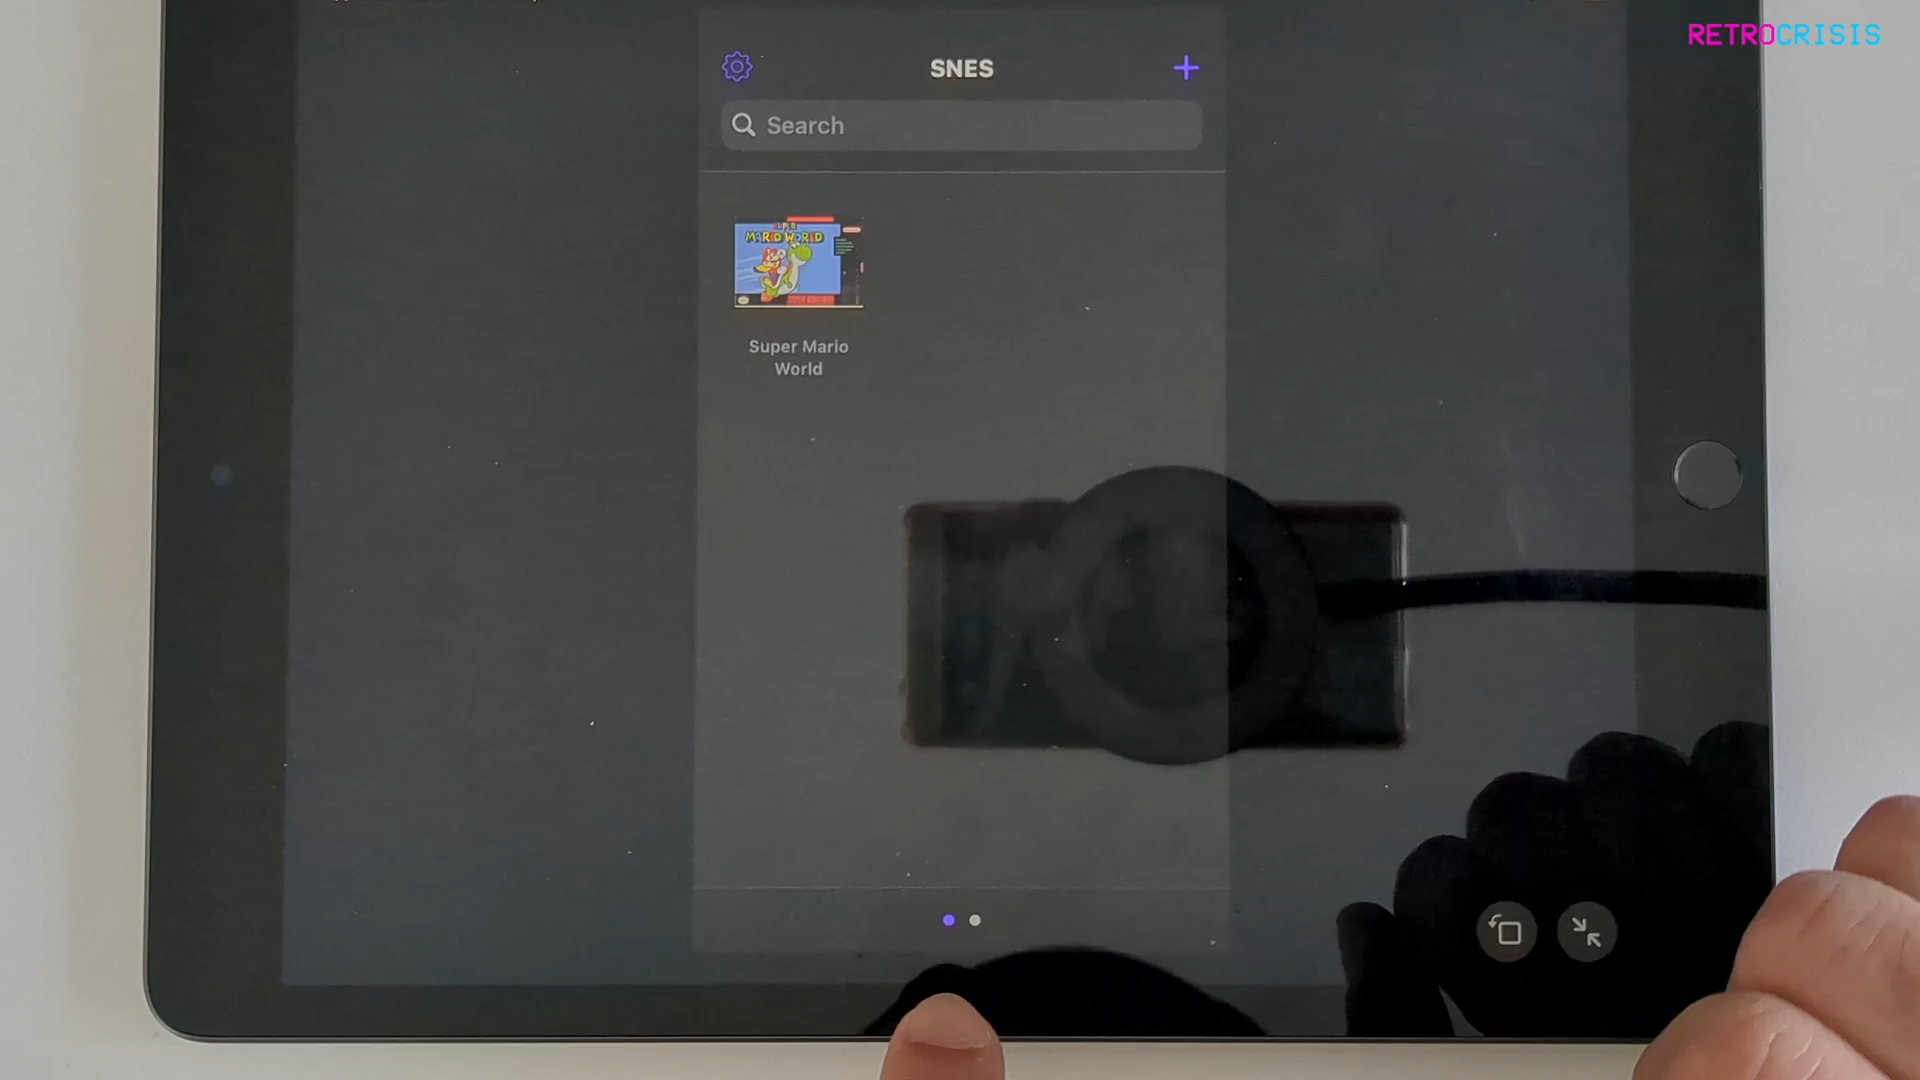 RETROCRISIS
SNES
Search
SUPER
MARIO WORLD
Super Mario
World